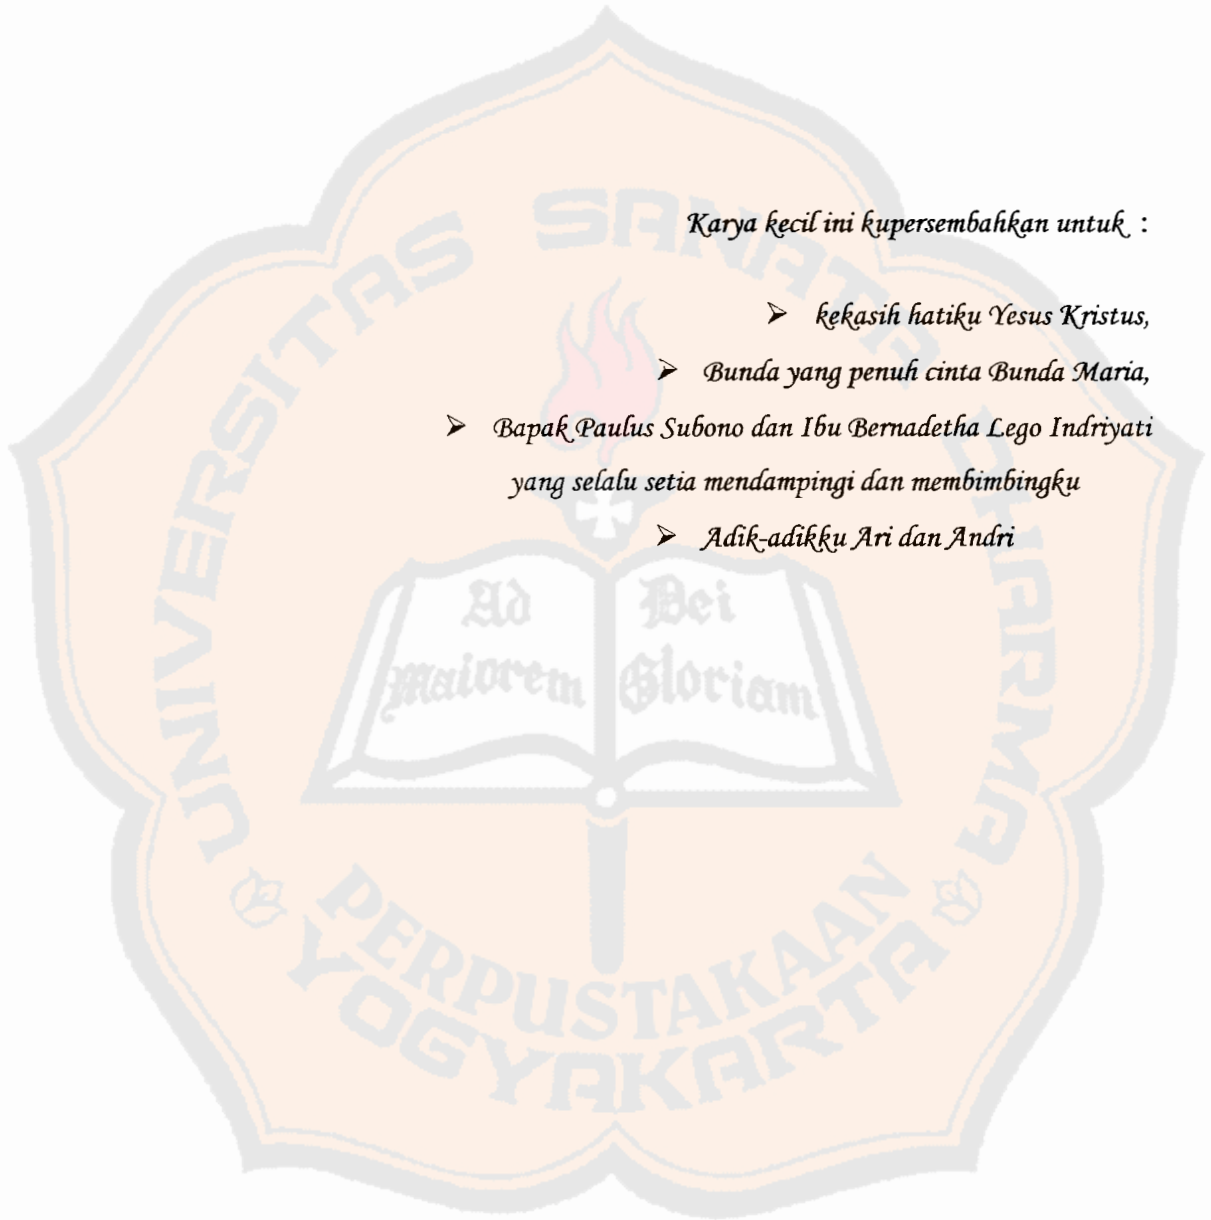 Karya kecil ini kupersembahkan untuk :
➢ kekasih hatiku Yesus Kristus,
➢ Bunda yang penuh cinta Bunda Maria,
➢ Bapak Paulus Subono dan Ibu Bernadetha Lego Indriyati
yang selalu setia mendampingi dan membimbingku
➢ Adik-adikku Ari dan Andri
UNIVERSITAS SANATA DHARMA
Ad Dei
Maiorem Gloriam
PERPUSTAKAAN
YOGYAKARTA